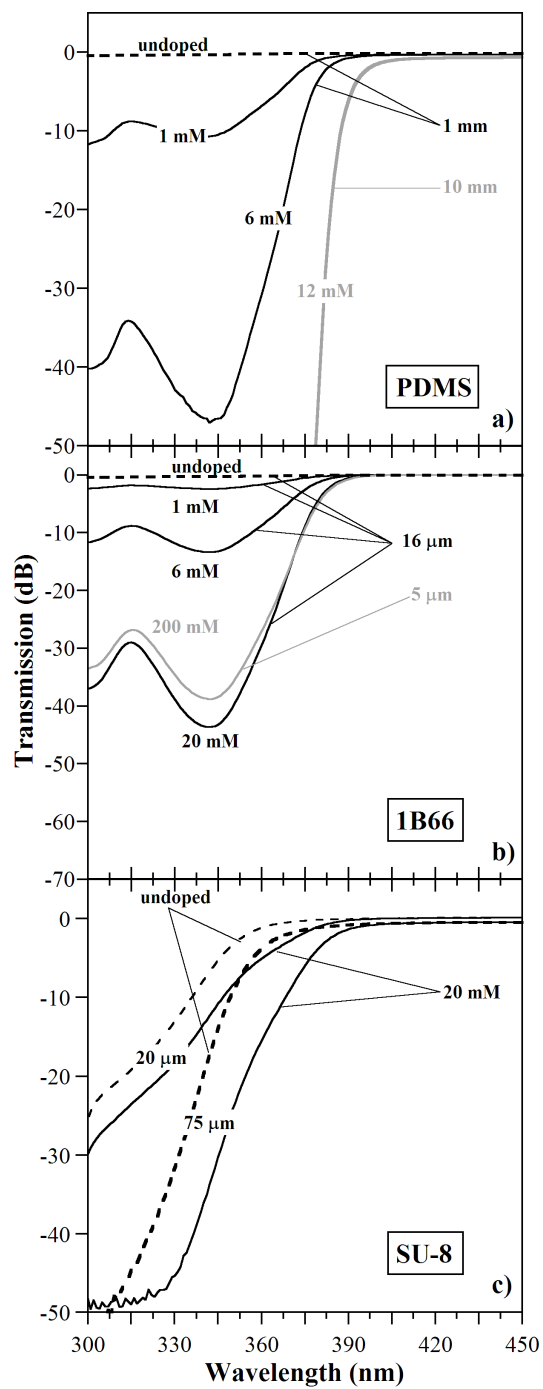 0
undoped
1 mM
1 mm
-10
10 mm
-20
6 mM
-30
12 mM
-40
PDMS
a)
-50
0
undoped
1 mM
-10
6 mM
16 μm
-20
5 μm
200 mM
-30
-40
20 mM
-50
-60
1B66
b)
-70
Transmission (dB)
undoped
0
-10
20 mM
20 μm
-20
75 μm
-30
-40
SU-8
c)
-50
300 330 360 390 420 450
Wavelength (nm)